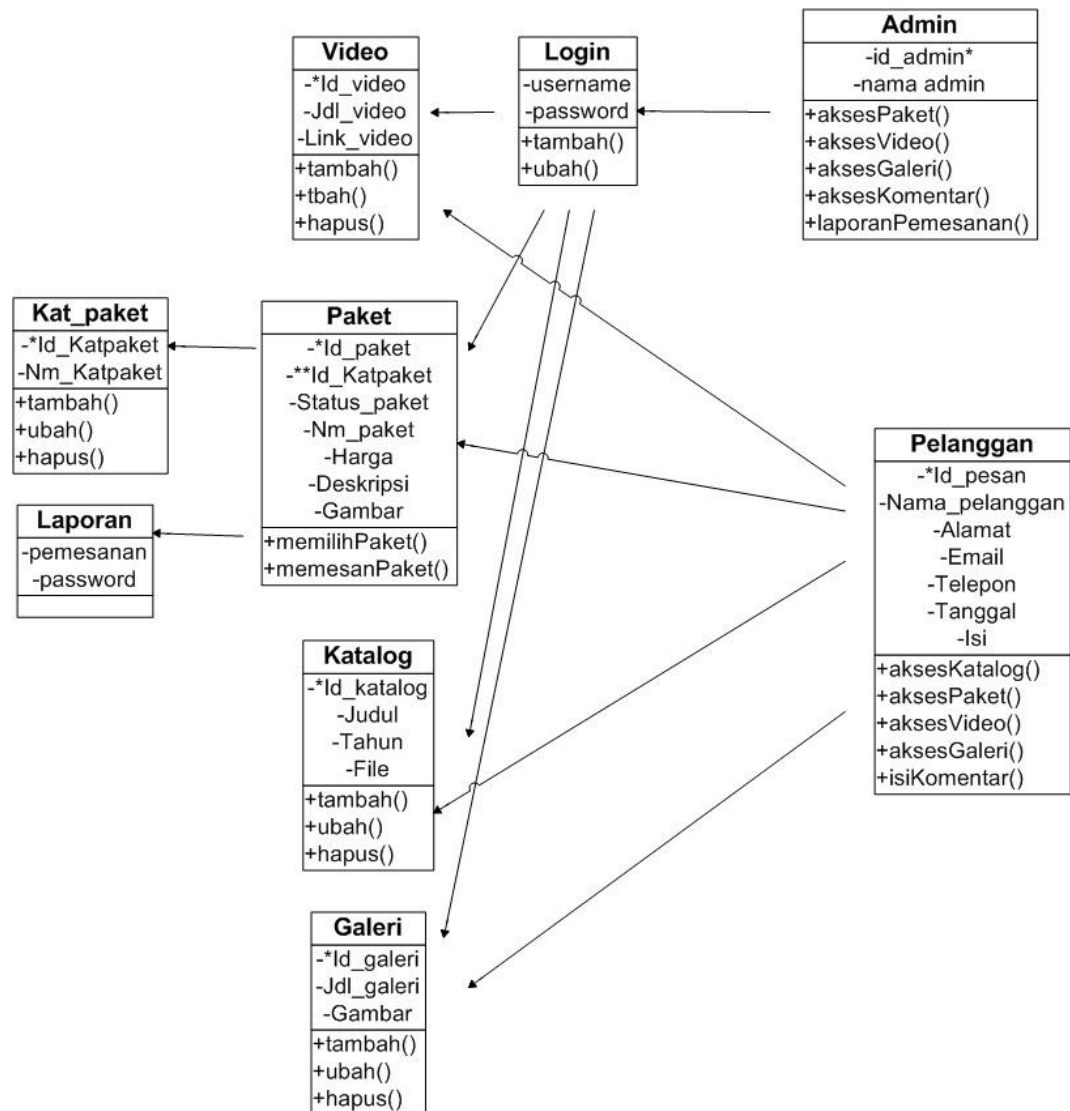 Video
-*Id_video
-Jdl_video
-Link_video
+tambah()
+tbah()
+hapus()
Login
-username
-password
+tambah()
+ubah()
Admin
-id_admin*
-nama admin
+aksesPaket()
+aksesVideo()
+aksesGaleri()
+aksesKomentar()
+laporanPemesanan()
Kat_paket
-*Id_Katpaket
-Nm_Katpaket
+tambah()
+ubah()
+hapus()
Paket
-*Id_paket
-**Id_Katpaket
-Status_paket
-Nm_paket
-Harga
-Deskripsi
-Gambar
+memilihPaket()
+memesanPaket()
Pelanggan
-*Id_pesan
-Nama_pelanggan
-Alamat
-Email
-Telepon
-Tanggal
-Isi
+aksesKatalog()
+aksesPaket()
+aksesVideo()
+aksesGaleri()
+isiKomentar()
Laporan
-pemesanan
-password
Katalog
-*Id_katalog
-Judul
-Tahun
-File
+tambah()
+ubah()
+hapus()
Galeri
-*Id_galeri
-Jdl_galeri
-Gambar
+tambah()
+ubah()
+hapus()